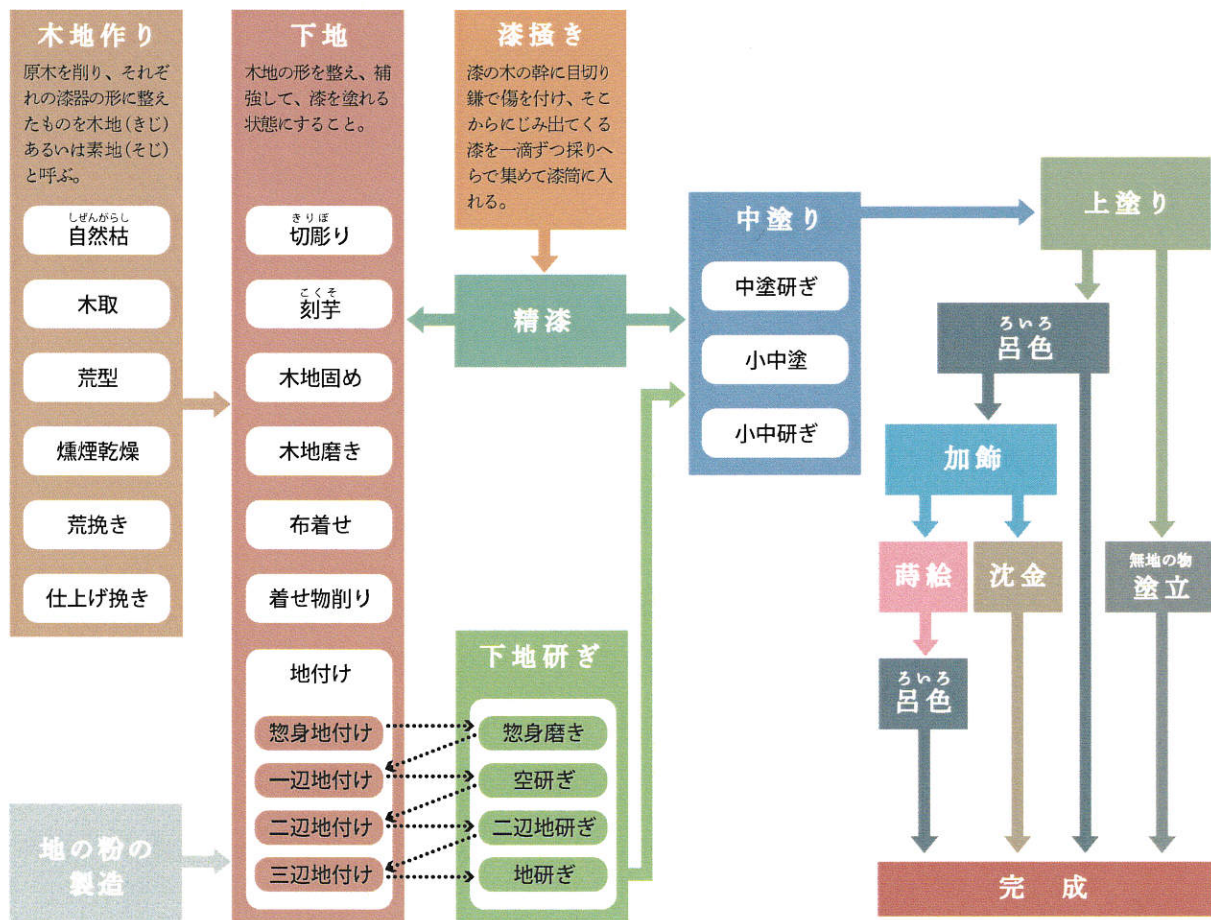 木地作り
原木を削り、それぞ
れの漆器の形に整え
たものを木地(きじ)
あるいは素地(そじ)
と呼ぶ。
しぜんがらし
自然枯
木取
荒型
燻煙乾燥
荒挽き
仕上げ挽き
地の粉の
製造
下地
木地の形を整え、補
強して、漆を塗れる
状態にすること。
きりぼ
切彫り
こくそ
刻苧
木地固め
木地磨き
布着せ
着せ物削り
地付け
惣身地付け
一辺地付け
二辺地付け
三辺地付け
漆掻き
漆の木の幹に目切り
鎌で傷を付け、そこ
からにじみ出てくる
漆を一滴ずつ採りへ
らで集めて漆筒に入
れる。
精漆
下地研ぎ
惣身磨き
空研ぎ
二辺地研ぎ
地研ぎ
中塗り
中塗研ぎ
小中塗
小中研ぎ
上塗り
ろいろ
呂色
加飾
蒔絵
沈金
無地の物
塗立
ろいろ
呂色
完成